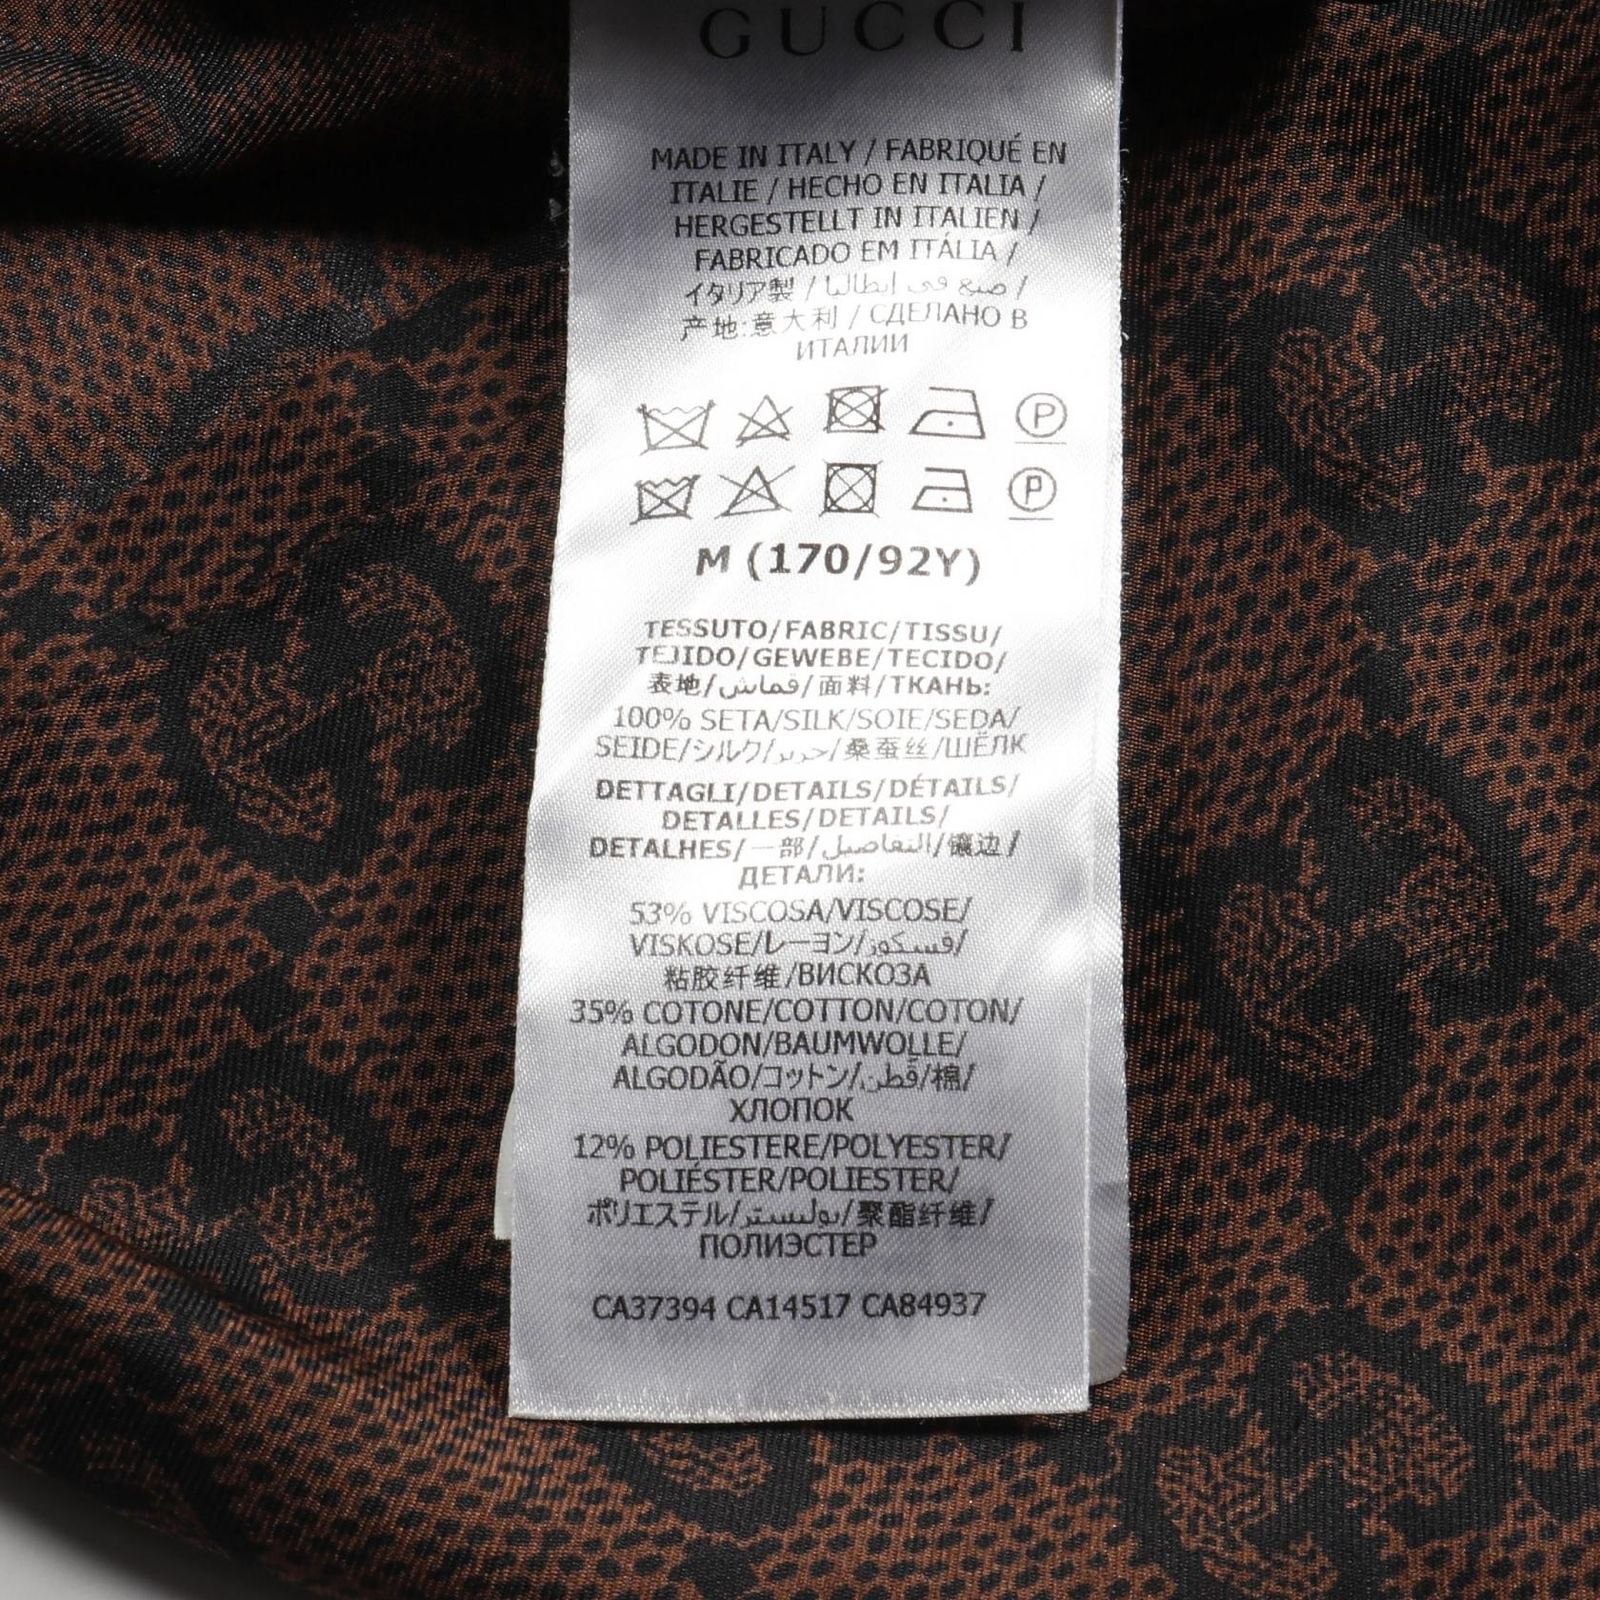 GUCCI
MADE IN ITALY / FABRIQUÉ EN
ITALIE / HECHO EN ITALIA /
HERGESTELLT IN ITALIEN /
FABRICADO EM ITÁLIA /
イタリア製 / صنع في ايطاليا /
产地:意大利 / СДЕЛАНО В
ИТАЛИИ
P
P
M (170/92Y)
TESSUTO/FABRIC/TISSU/
TEJIDO/GEWEBE/TECIDO/
表地/قماش/面料/ТКАНЬ:
100% SETA/SILK/SOIE/SEDA/
SEIDE/シルク/حرير/桑蚕丝/ШЁЛК
DETTAGLI/DETAILS/DÉTAILS/
DETALLES/DETAILS/
DETALHES/一部/التفاصيل/镶边/
ДЕТАЛИ:
53% VISCOSA/VISCOSE/
VISKOSE/レーヨン/فسكوز/
粘胶纤维/ВИСКОЗА
35% COTONE/COTTON/COTON/
ALGODON/BAUMWOLLE/
ALGODÃO/コットン/قطن/棉/
ХЛОПОК
12% POLIESTERE/POLYESTER/
POLIÉSTER/POLIESTER/
ポリエステル/بوليستر/聚酯纤维/
ПОЛИЭСТЕР
CA37394 CA14517 CA84937